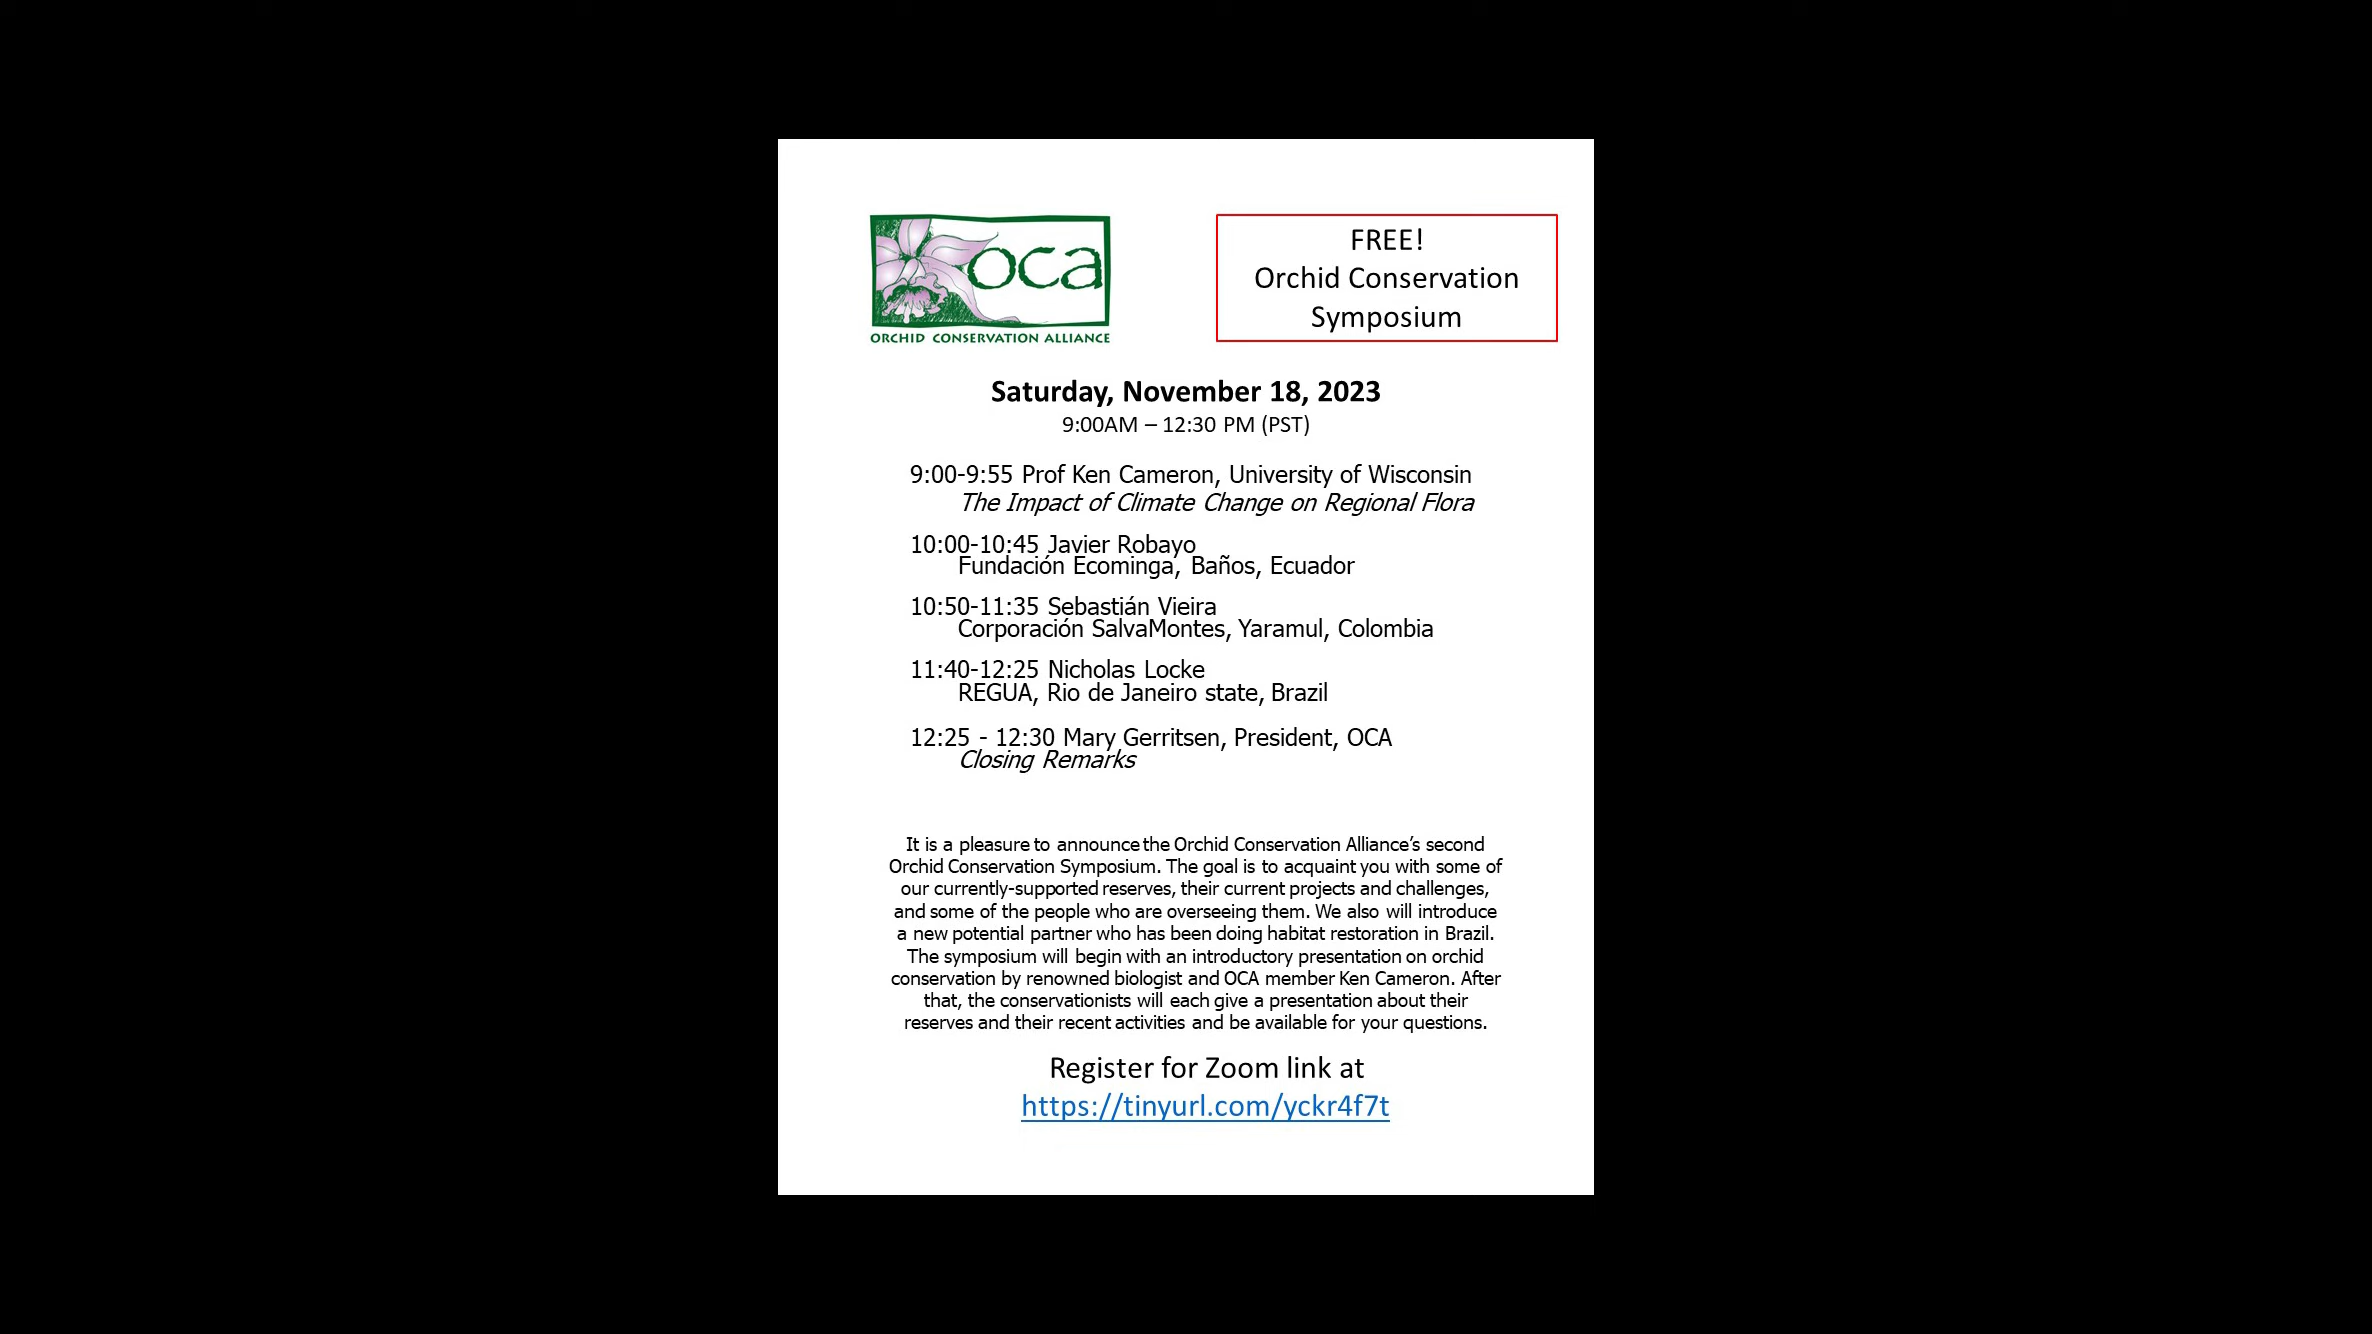 oca
ORCHID CONSERVATION ALLIANCE
FREE!
Orchid Conservation
Symposium
Saturday, November 18, 2023
9:00AM – 12:30 PM (PST)
9:00-9:55 Prof Ken Cameron, University of Wisconsin
The Impact of Climate Change on Regional Flora
10:00-10:45 Javier Robayo
Fundación Ecominga, Baños, Ecuador
10:50-11:35 Sebastián Vieira
Corporación SalvaMontes, Yaramul, Colombia
11:40-12:25 Nicholas Locke
REGUA, Rio de Janeiro state, Brazil
12:25 - 12:30 Mary Gerritsen, President, OCA
Closing Remarks
It is a pleasure to announce the Orchid Conservation Alliance’s second
Orchid Conservation Symposium. The goal is to acquaint you with some of
our currently-supported reserves, their current projects and challenges,
and some of the people who are overseeing them. We also will introduce
a new potential partner who has been doing habitat restoration in Brazil.
The symposium will begin with an introductory presentation on orchid
conservation by renowned biologist and OCA member Ken Cameron. After
that, the conservationists will each give a presentation about their
reserves and their recent activities and be available for your questions.
Register for Zoom link at
https://tinyurl.com/yckr4f7t